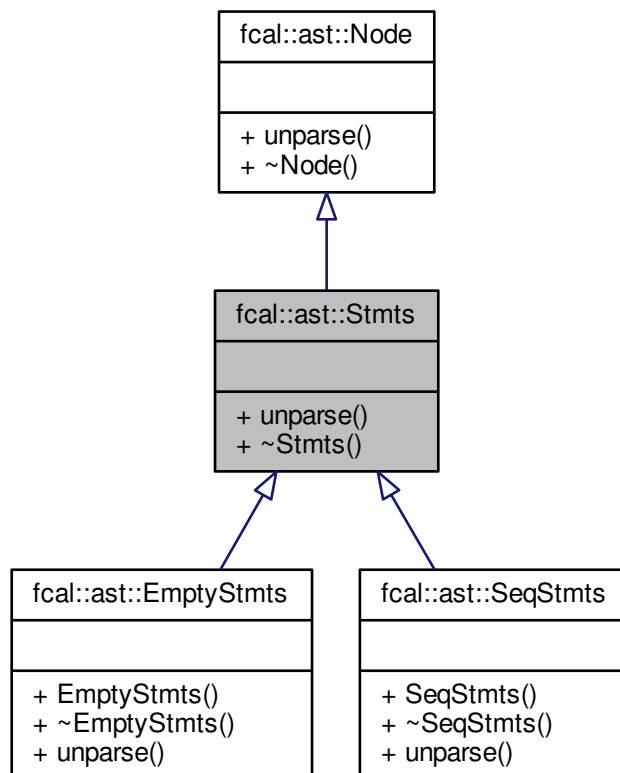 fcal::ast::Node
+ unparse()
+ ~Node()
fcal::ast::Stmts
+ unparse()
+ ~Stmts()
fcal::ast::EmptyStmts
+ EmptyStmts()
+ ~EmptyStmts()
+ unparse()
fcal::ast::SeqStmts
+ SeqStmts()
+ ~SeqStmts()
+ unparse()